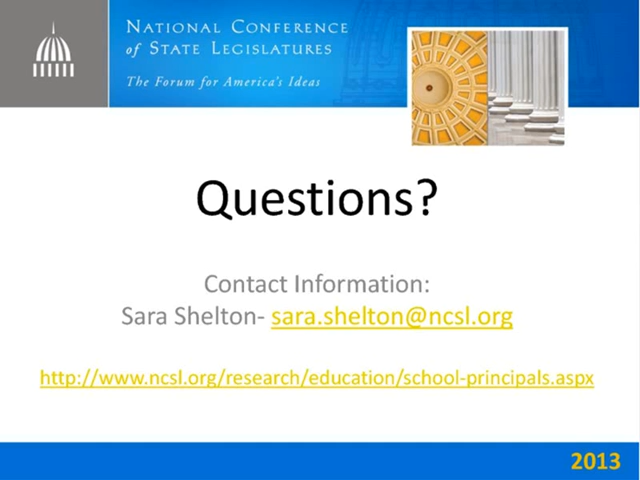 NATIONAL CONFERENCE
of STATE LEGISLATURES
The Forum for America's Ideas
Questions?
Contact Information:
Sara Shelton- sara.shelton@ncsl.org
http://www.ncsl.org/research/education/school-principals.aspx
2013